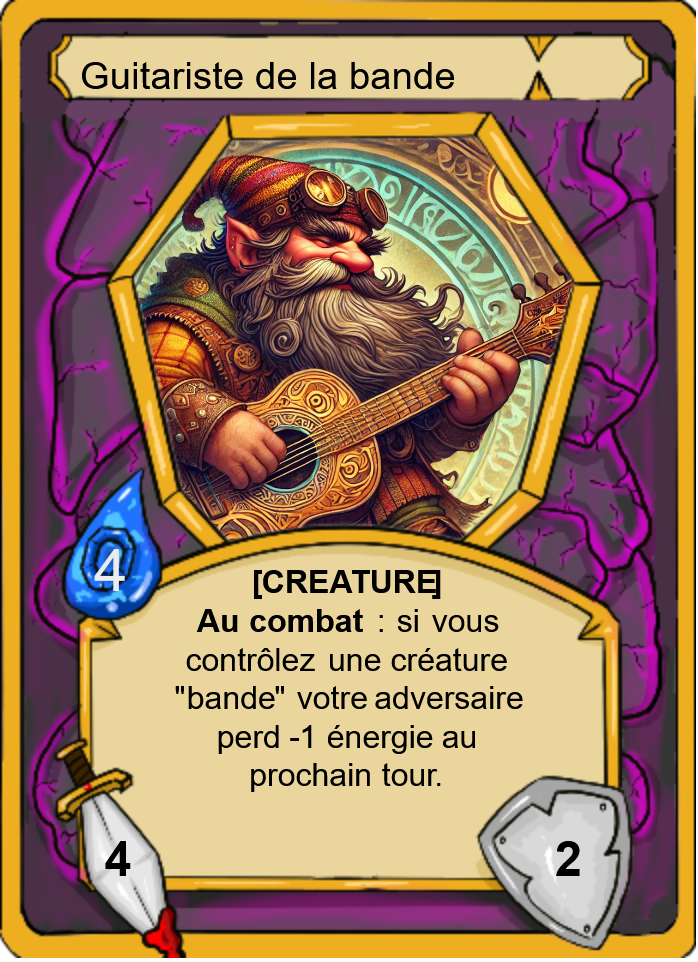 Guitariste de la bande
4
[CREATURE]
Au combat : si vous
contrôlez une créature
"bande" votre adversaire
perd -1 énergie au
prochain tour.
4
2